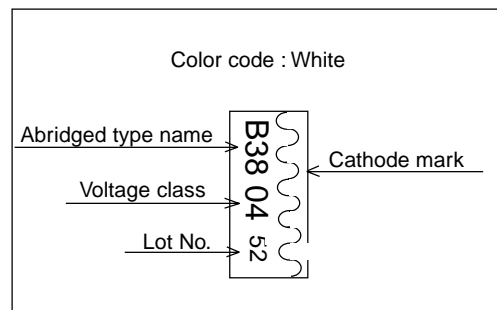 Color code : White
Abridged type name
Voltage class
Lot No.
B38 04 52
Cathode mark